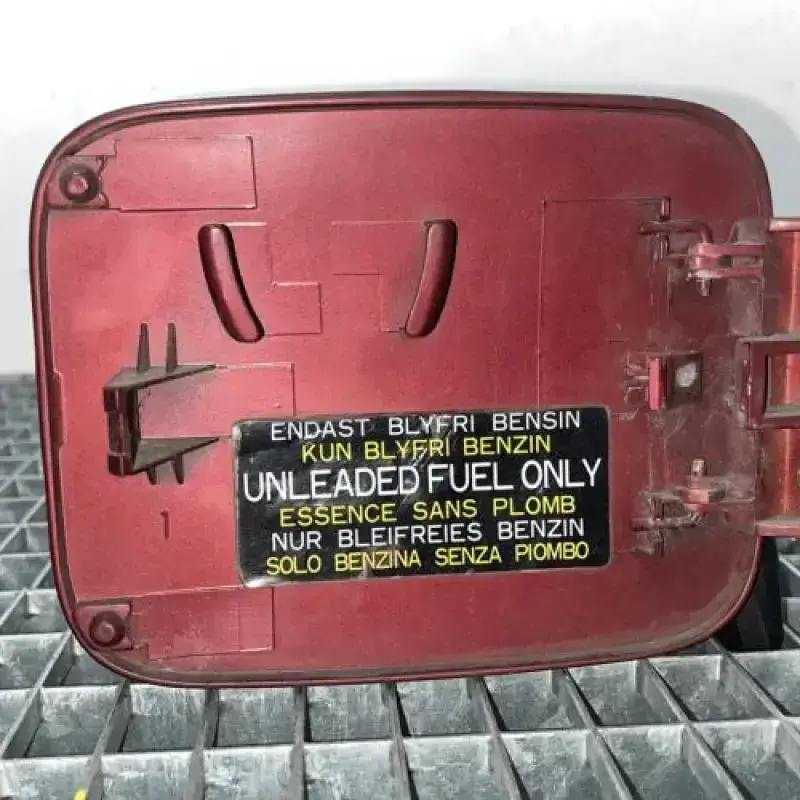 ENDAST BLYFRI BENSIN
KUN BLYFRI BENZIN
UNLEADED FUEL ONLY
ESSENCE SANS PLOMB
NUR BLEIFREIES BENZIN
SOLO BENZINA SENZA PIOMBO
1